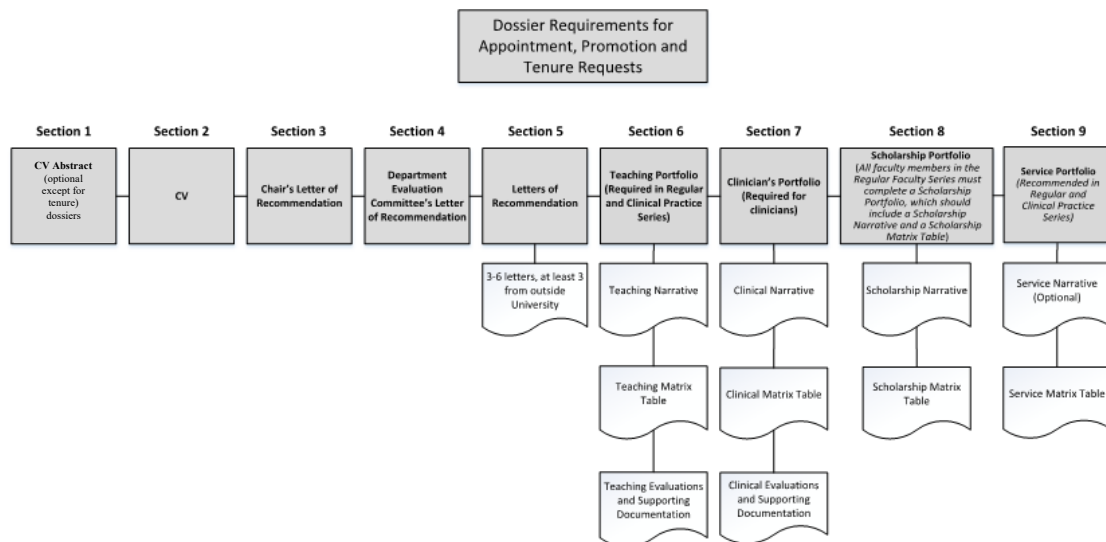 Dossier Requirements for
Appointment, Promotion and
Tenure Requests
Section 1
Section 2
Section 3
Section 4
Section 5
Section 6
Section 7
Section 8
Section 9
CV Abstract
(optional
except for
tenure)
dossiers
CV
Chair's Letter of
Recommendation
Department
Evaluation
Committee's Letter
of Recommendation
Letters of
Recommendation
Teaching Portfolio
(Required in Regular
and Clinical Practice
Series)
Clinician's Portfolio
(Required for
clinicians)
Scholarship Portfolio
(All faculty members in the
Regular Faculty Series must
complete a Scholarship
Portfolio, which should
include a Scholarship
Narrative and a Scholarship
Matrix Table)
Service Portfolio
(Recommended in
Regular and Clinical
Practice Series)
3-6 letters, at least 3
from outside
University
Teaching Narrative
Clinical Narrative
Scholarship Narrative
Service Narrative
(Optional)
Teaching Matrix
Table
Clinical Matrix Table
Scholarship Matrix
Table
Service Matrix Table
Teaching Evaluations
and Supporting
Documentation
Clinical Evaluations
and Supporting
Documentation